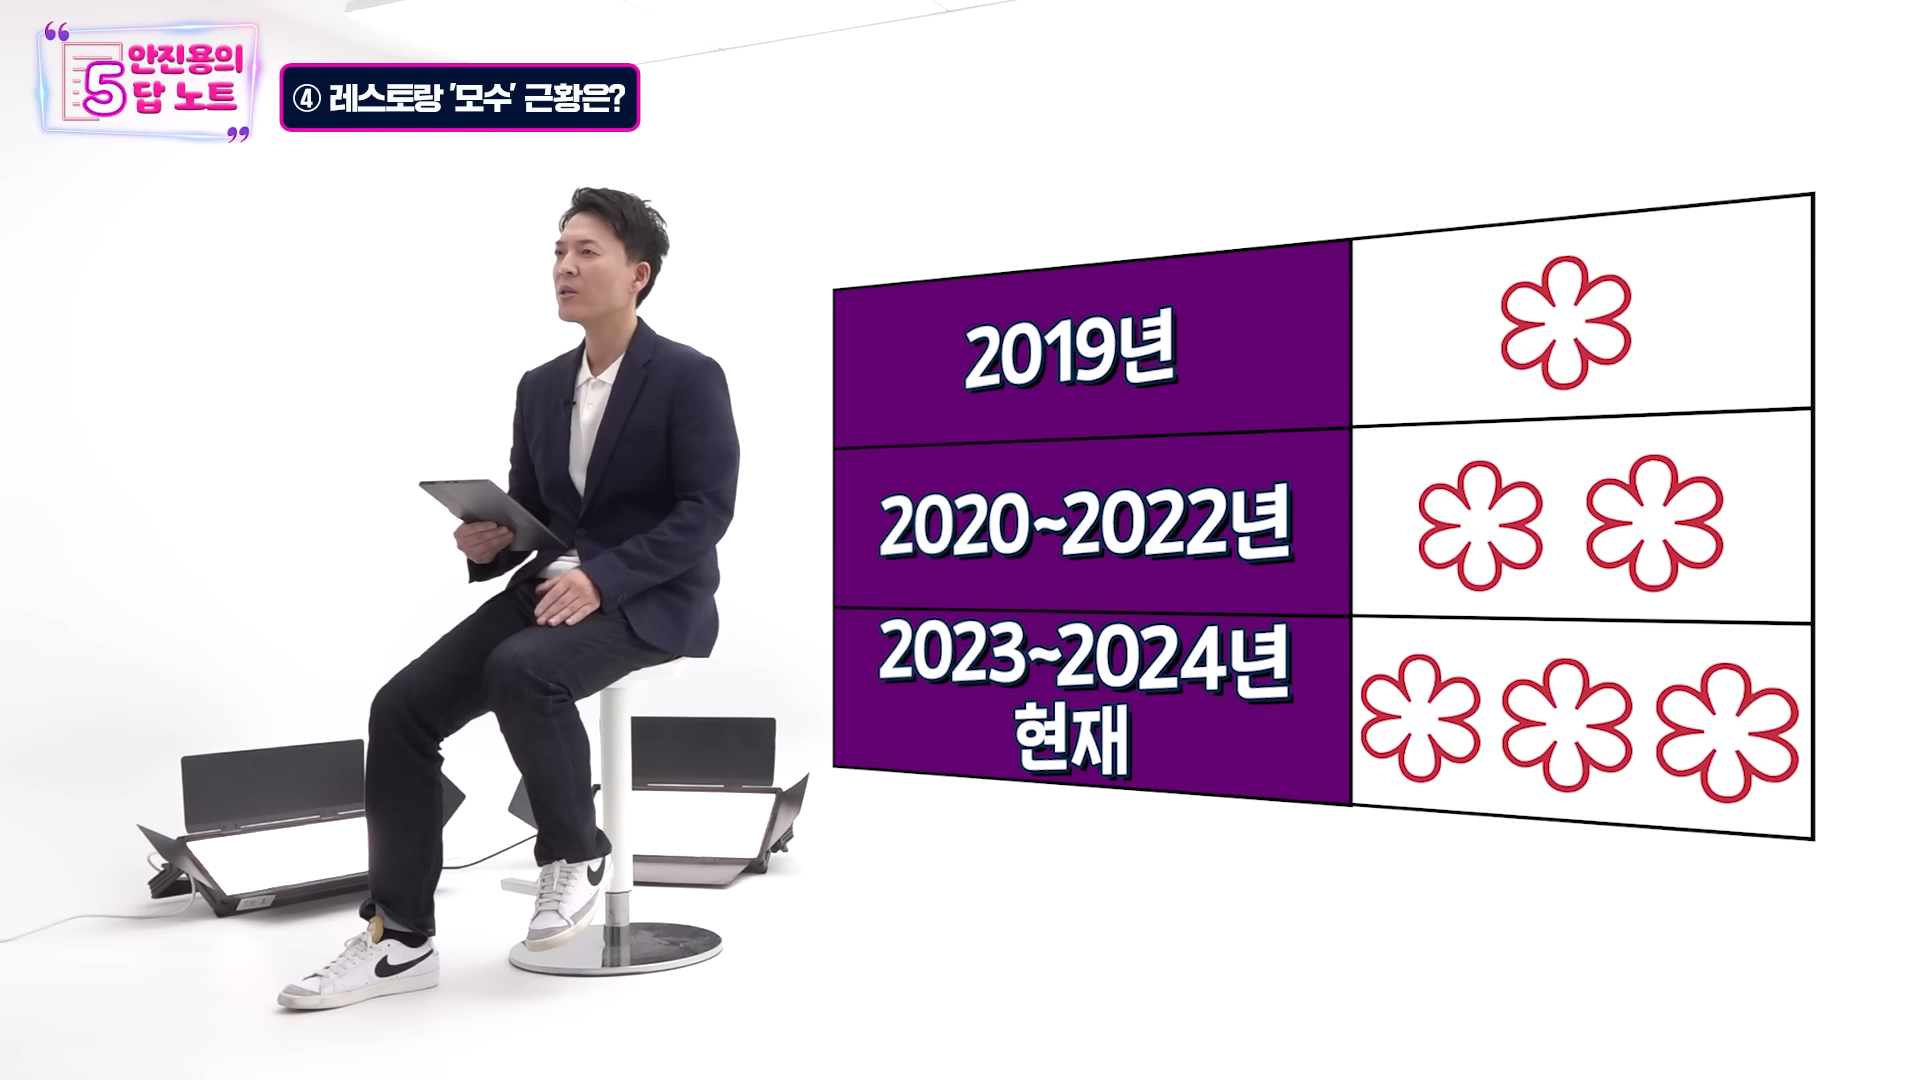 “
안진용의
5답 노트
”
④ 레스토랑 '모수' 근황은?
2019년
2020~2022년
2023~2024년
현재